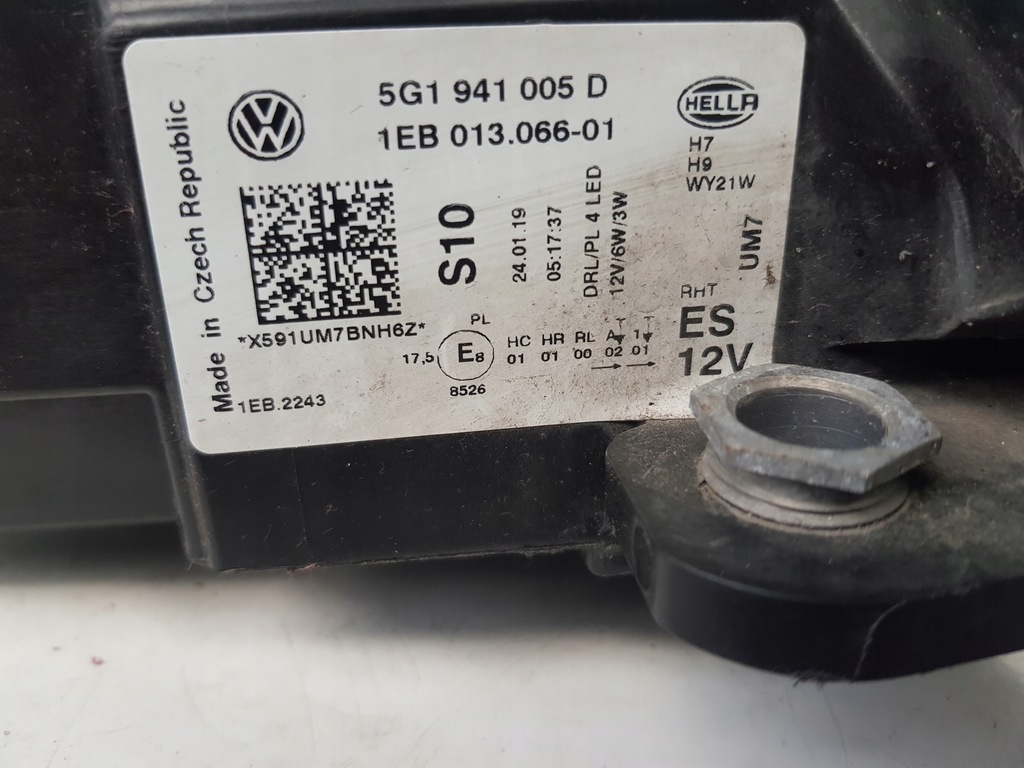 Made in Czech Republic
5G1 941 005 D
1EB 013.066-01
HELLA
H7
H9
WY21W
S10
24.01.19
05:17:37
DRL/PL 4 LED
12V/6W/3W
UM7
*X591UM7BNH6Z*
1EB.2243
PL
17,5
E8
8526
HC HR RL A 1
01 01 00 02 01
RHT
ES
12V